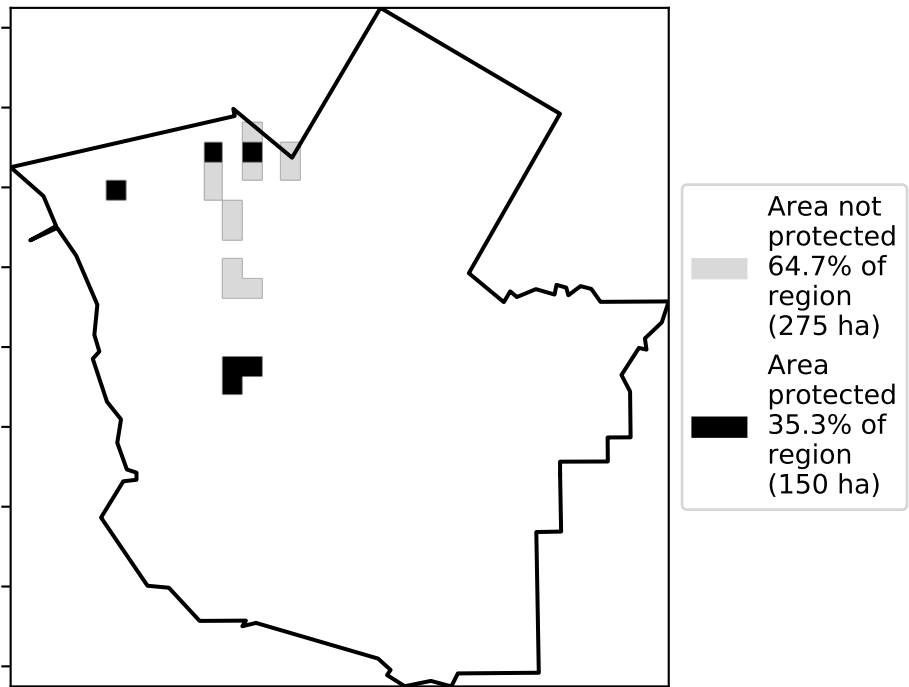 Area not
protected
64.7% of
region
(275 ha)
Area
protected
35.3% of
region
(150 ha)